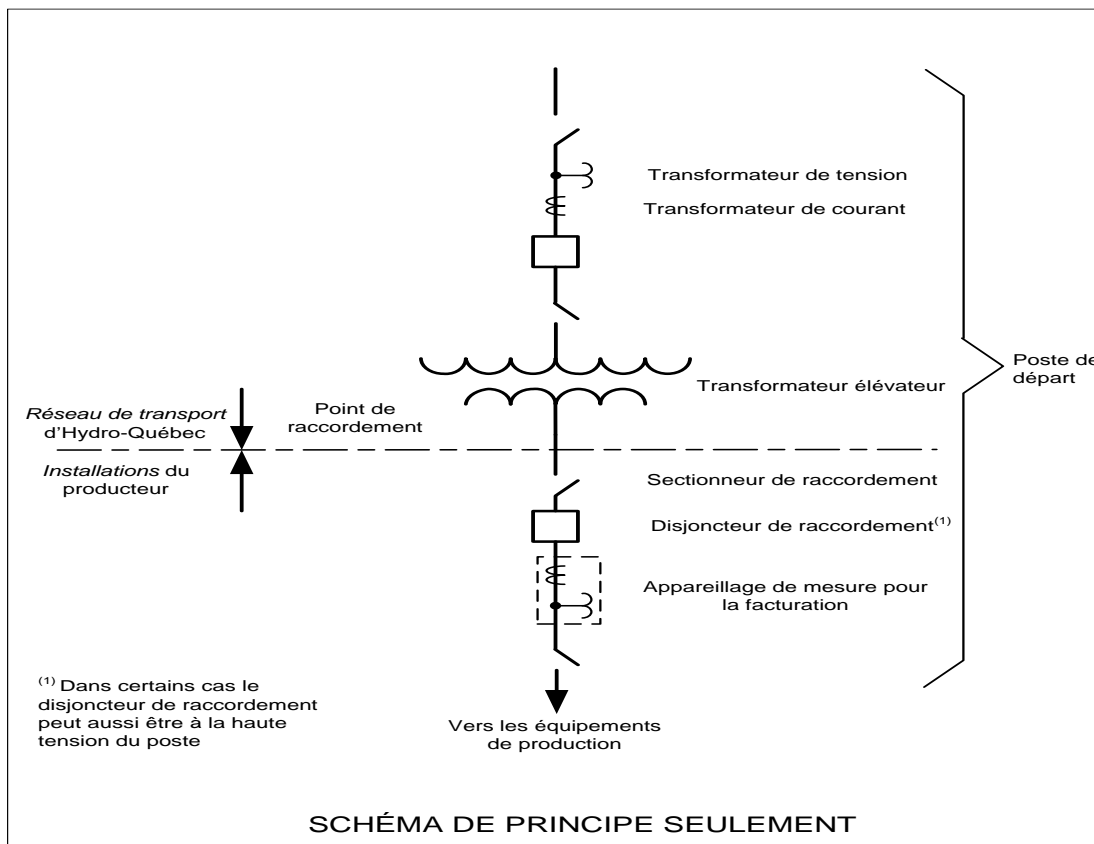 Transformateur de tension
Transformateur de courant
Transformateur élévateur
Poste de
départ
Réseau de transport
d'Hydro-Québec
Point de
raccordement
Installations du
producteur
Sectionneur de raccordement
Disjoncteur de raccordement(1)
Appareillage de mesure pour
la facturation
(1) Dans certains cas le
disjoncteur de raccordement
peut aussi être à la haute
tension du poste
Vers les équipements
de production
SCHÉMA DE PRINCIPE SEULEMENT